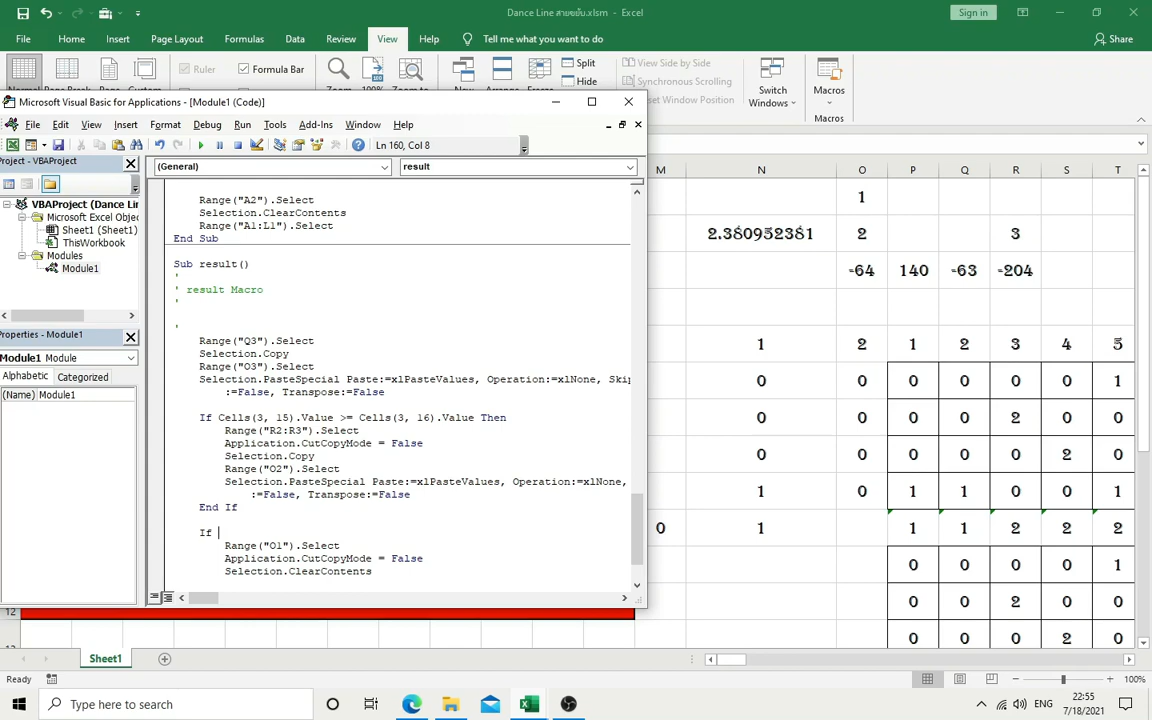 Dance Line สายขยับ.xlsm - Excel
Sign in
File Home Insert Page Layout Formulas Data Review View Help Tell me what you want to do Share
Ruler Formula Bar Split View Side by Side
Hide Synchronous Scrolling
Switch Windows Macros
Macros
Microsoft Visual Basic for Applications - [Module1 (Code)]
File Edit View Insert Format Debug Run Tools Add-Ins Window Help
Ln 160, Col 8
Project - VBAProject
VBAProject (Dance Lin
Microsoft Excel Objec
Sheet1 (Sheet1)
ThisWorkbook
Modules
Module1
Properties - Module1
Module1 Module
Alphabetic Categorized
(Name) Module1
(General) result
Range("A2").Select
Selection.ClearContents
Range("A1:L1").Select
End Sub
Sub result()
'
' result Macro
'
'
Range("Q3").Select
Selection.Copy
Range("O3").Select
Selection.PasteSpecial Paste:=xlPasteValues, Operation:=xlNone, Skip
:=False, Transpose:=False
If Cells(3, 15).Value >= Cells(3, 16).Value Then
Range("R2:R3").Select
Application.CutCopyMode = False
Selection.Copy
Range("O2").Select
Selection.PasteSpecial Paste:=xlPasteValues, Operation:=xlNone,
:=False, Transpose:=False
End If
If
Range("O1").Select
Application.CutCopyMode = False
Selection.ClearContents
M N O P Q R S T
1
2.380952381 2 3
-64 140 -63 -204
1 2 1 2 3 4 5
0 0 0 0 0 0 1
0 0 0 0 2 0 0
0 0 0 0 0 2 0
1 0 1 1 0 0 1
0 1 1 1 2 2 2
0 0 0 0 1
0 0 2 0 0
0 0 0 2 0
12
Sheet1
Ready 100%
Type here to search
ENG
22:55
7/18/2021